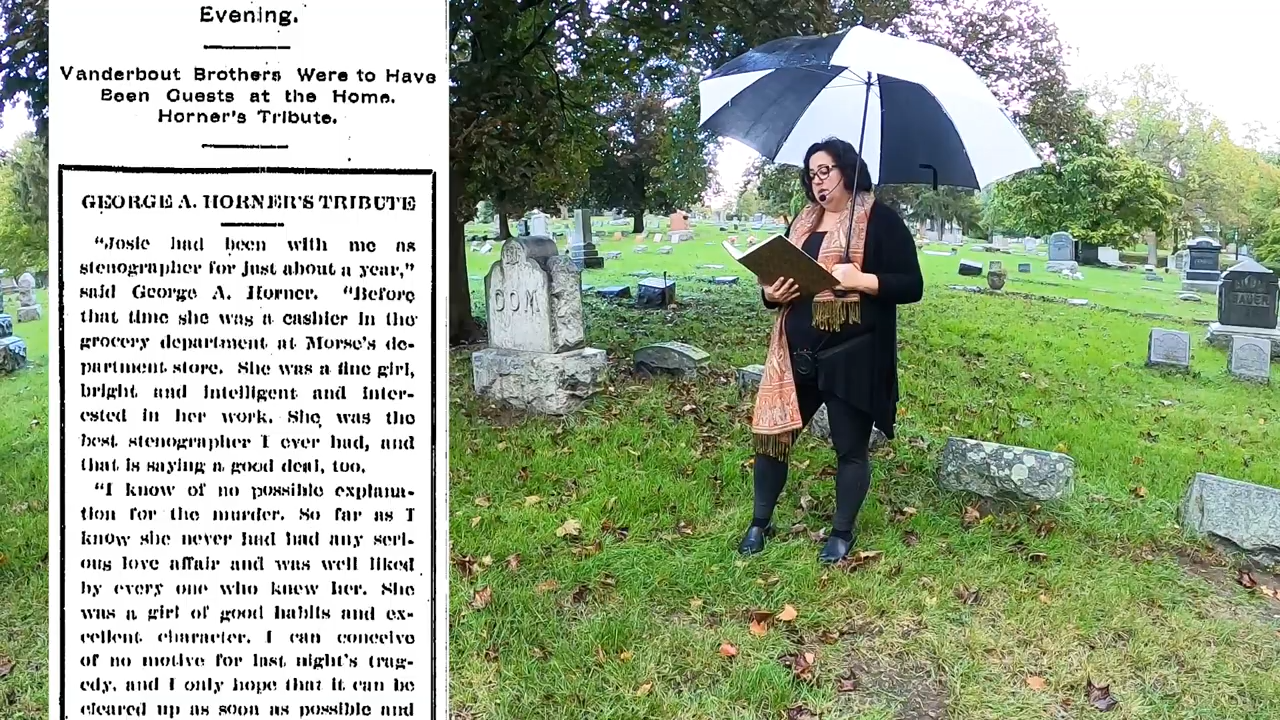 Evening.
Vanderbout Brothers Were to Have
Been Guests at the Home.
Horner's Tribute.
GEORGE A. HORNER'S TRIBUTE
"Josie had been with me as
stenographer for just about a year,"
said George A. Horner. "Before
that time she was a cashier in the
grocery department at Morse's de-
partment store. She was a fine girl,
bright and intelligent and inter-
ested in her work. She was the
best stenographer I ever had, and
that is saying a good deal, too.
"I know of no possible explana-
tion for the murder. So far as I
know she never had had any seri-
ous love affair and was well liked
by every one who knew her. She
was a girl of good habits and ex-
cellent character. I can conceive
of no motive for last night's trag-
edy, and I only hope that it can be
cleared up as soon as possible and
OOM
BAUER